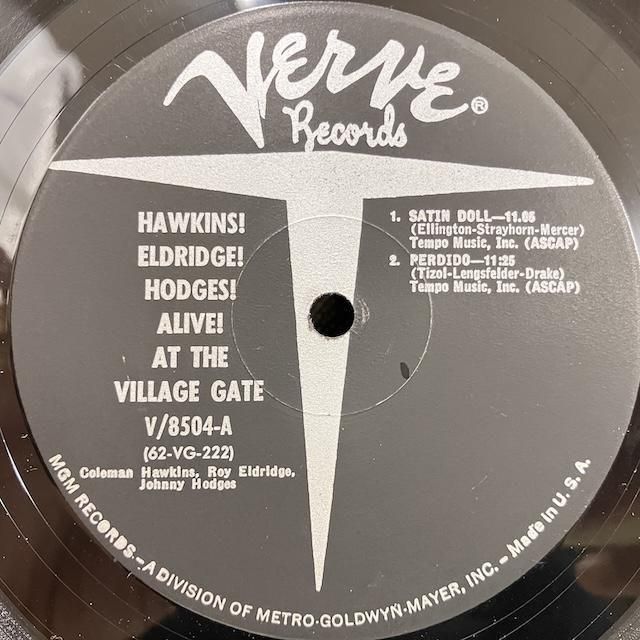 VERVE ®
Records
HAWKINS!
ELDRIDGE!
HODGES!
ALIVE!
AT THE
VILLAGE GATE
V/8504-A
(62-VG-222)
Coleman Hawkins, Roy Eldridge,
Johnny Hodges
1. SATIN DOLL—11.05
(Ellington-Strayhorn-Mercer)
Tempo Music, Inc. (ASCAP)
2. PERDIDO—11:25
(Tizol-Lengsfelder-Drake)
Tempo Music, Inc. (ASCAP)
MGM RECORDS – A DIVISION OF METRO-GOLDWYN-MAYER, INC. – Made in U. S. A.